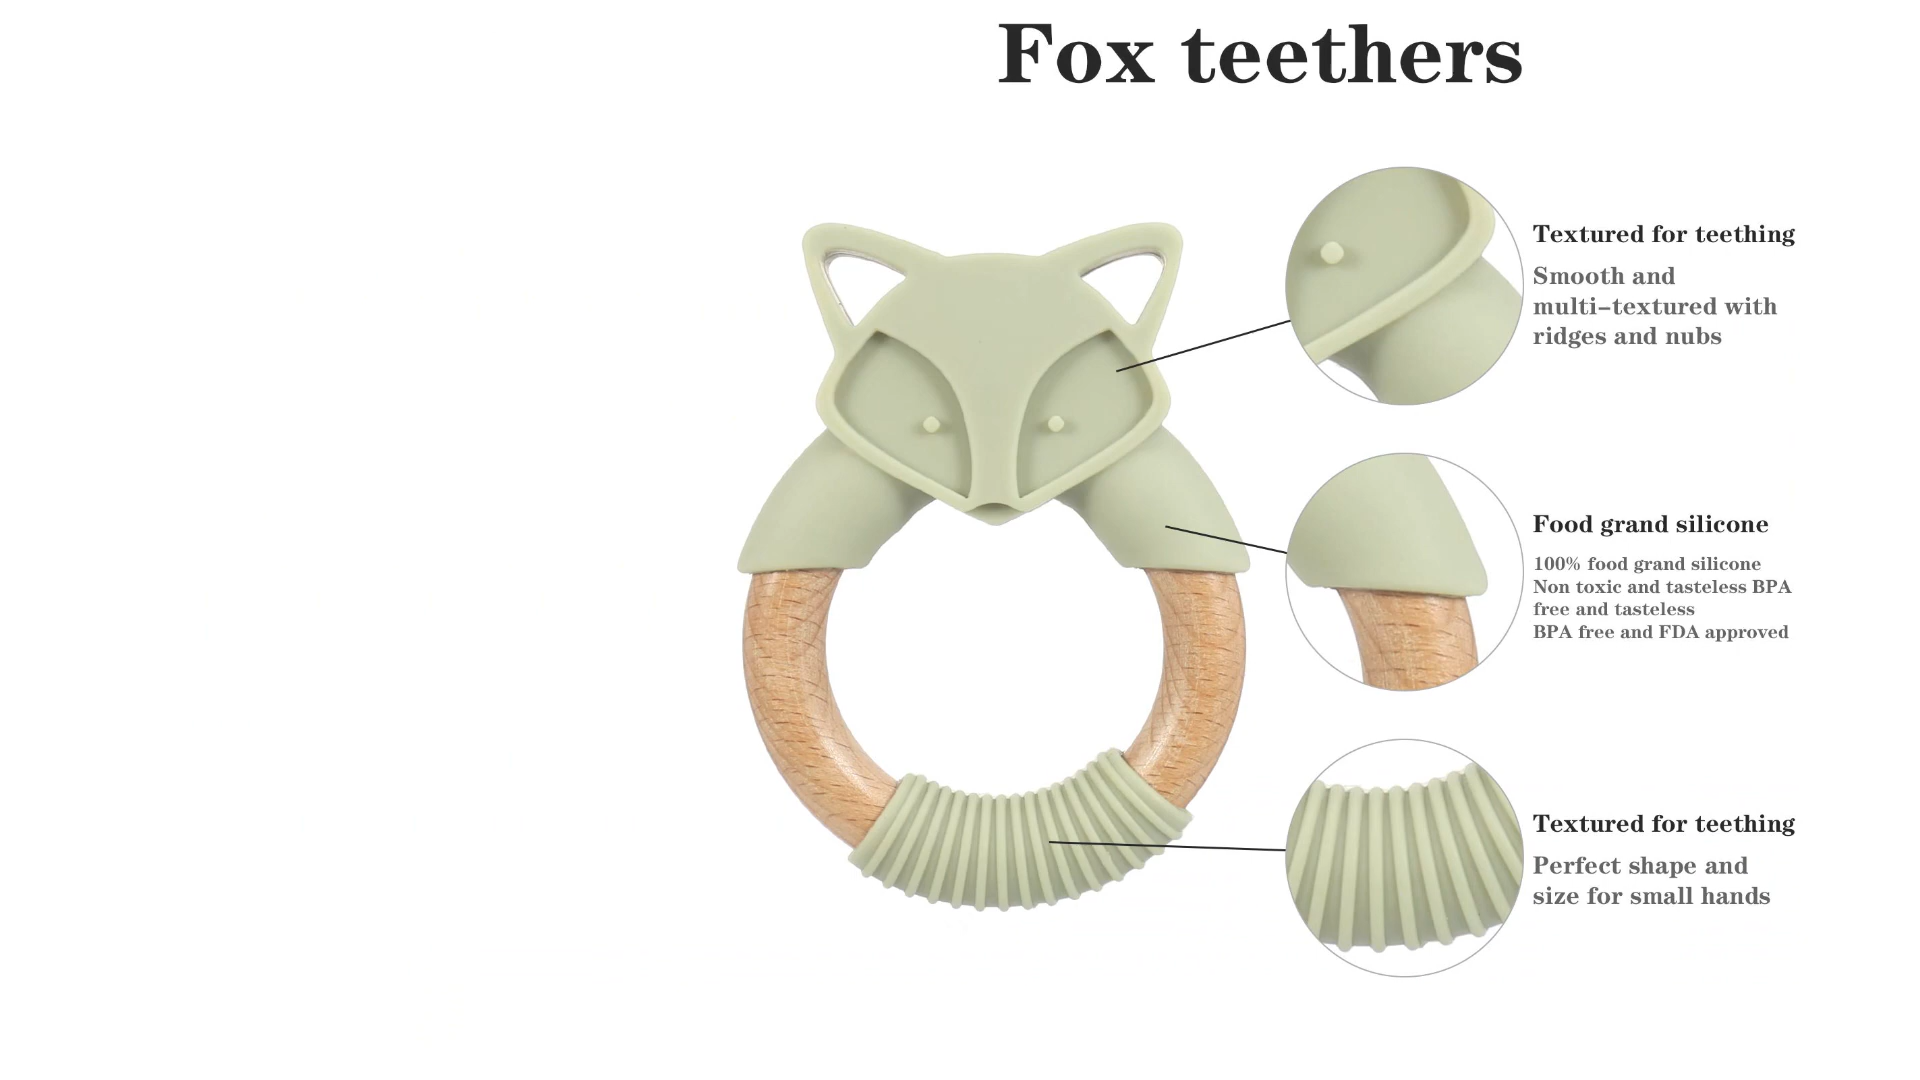 Fox teethers
Textured for teething
Smooth and
multi-textured with
ridges and nubs
Food grand silicone
100% food grand silicone
Non toxic and tasteless BPA
free and tasteless
BPA free and FDA approved
Textured for teething
Perfect shape and
size for small hands